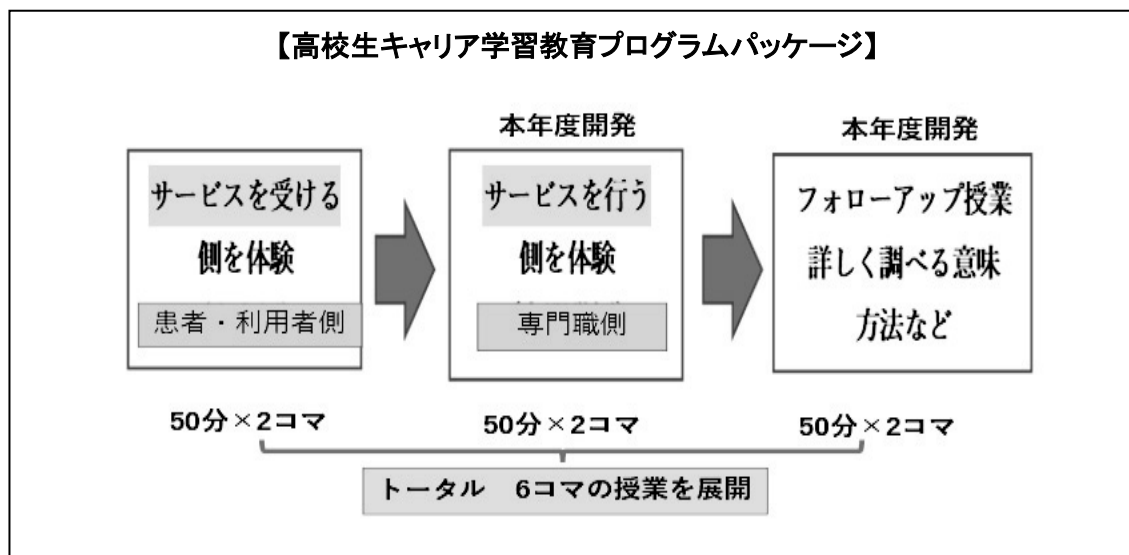 【高校生キャリア学習教育プログラムパッケージ】
サービスを受ける
側を体験
患者・利用者側
50分×2コマ
本年度開発
サービスを行う
側を体験
専門職側
50分×2コマ
本年度開発
フォローアップ授業
詳しく調べる意味
方法など
50分×2コマ
トータル 6コマの授業を展開